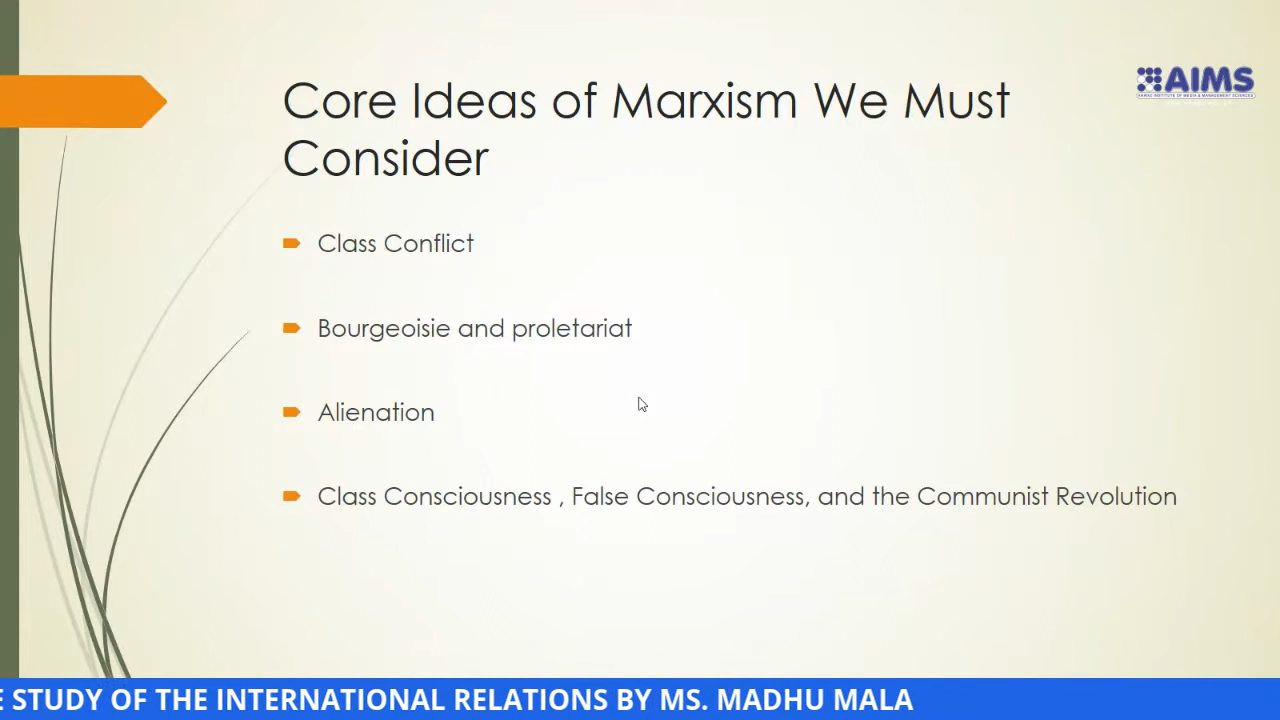 AIMS
Core Ideas of Marxism We Must
Consider
Class Conflict
Bourgeoisie and proletariat
Alienation
Class Consciousness , False Consciousness, and the Communist Revolution
E STUDY OF THE INTERNATIONAL RELATIONS BY MS. MADHU MALA